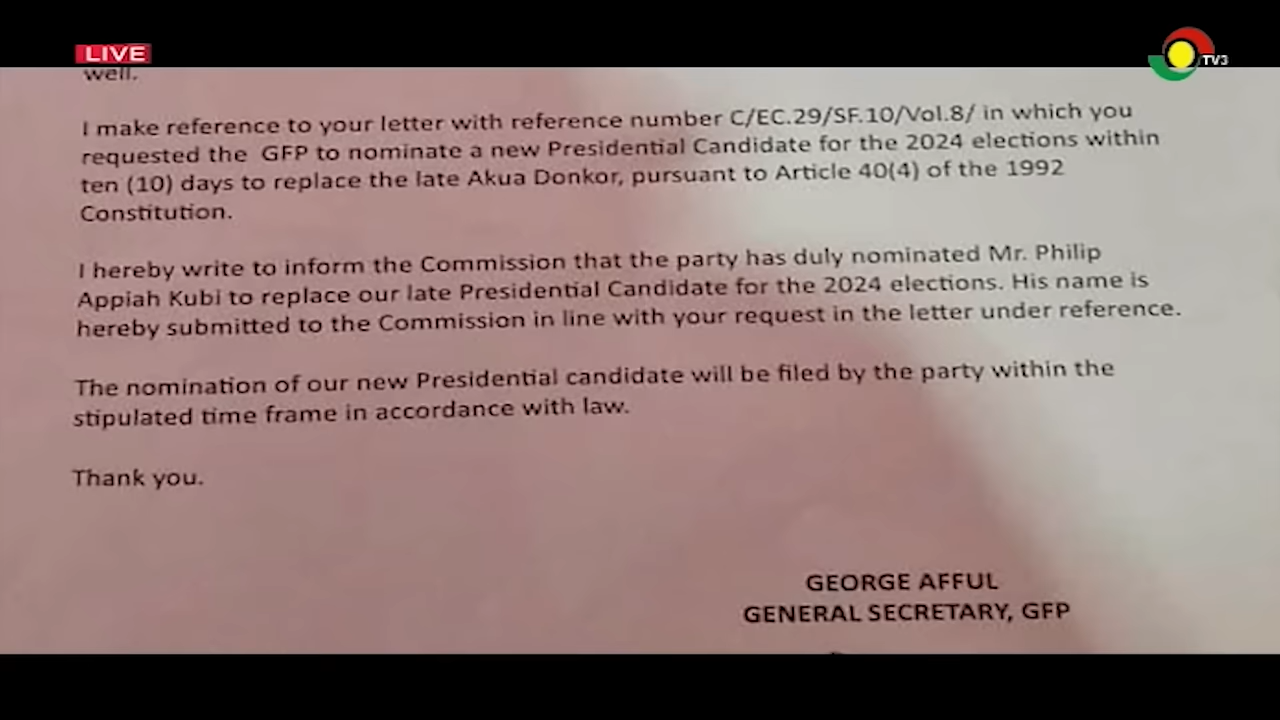 LIVE
TV3
well.
I make reference to your letter with reference number C/EC.29/SF.10/Vol.8/ in which you
requested the GFP to nominate a new Presidential Candidate for the 2024 elections within
ten (10) days to replace the late Akua Donkor, pursuant to Article 40(4) of the 1992
Constitution.
I hereby write to inform the Commission that the party has duly nominated Mr. Philip
Appiah Kubi to replace our late Presidential Candidate for the 2024 elections. His name is
hereby submitted to the Commission in line with your request in the letter under reference.
The nomination of our new Presidential candidate will be filed by the party within the
stipulated time frame in accordance with law.
Thank you.
GEORGE AFFUL
GENERAL SECRETARY, GFP